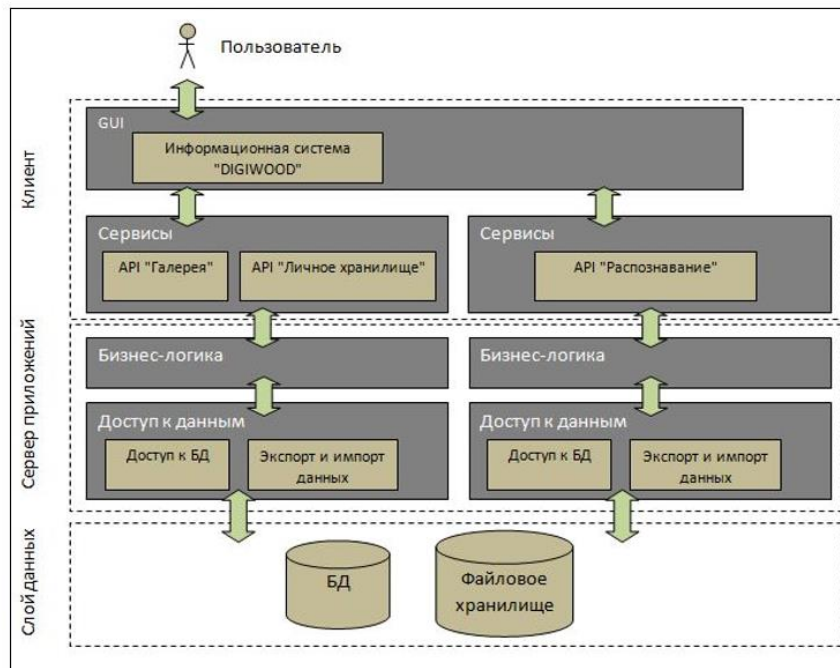 Пользователь
Клиент
GUI
Информационная система
"DIGIWOOD"
Сервисы
API "Галерея"
API "Личное хранилище"
Сервисы
API "Распознавание"
Сервер приложений
Бизнес-логика
Бизнес-логика
Доступ к данным
Доступ к БД
Экспорт и импорт
данных
Доступ к данным
Доступ к БД
Экспорт и импорт
данных
Слой данных
БД
Файловое
хранилище